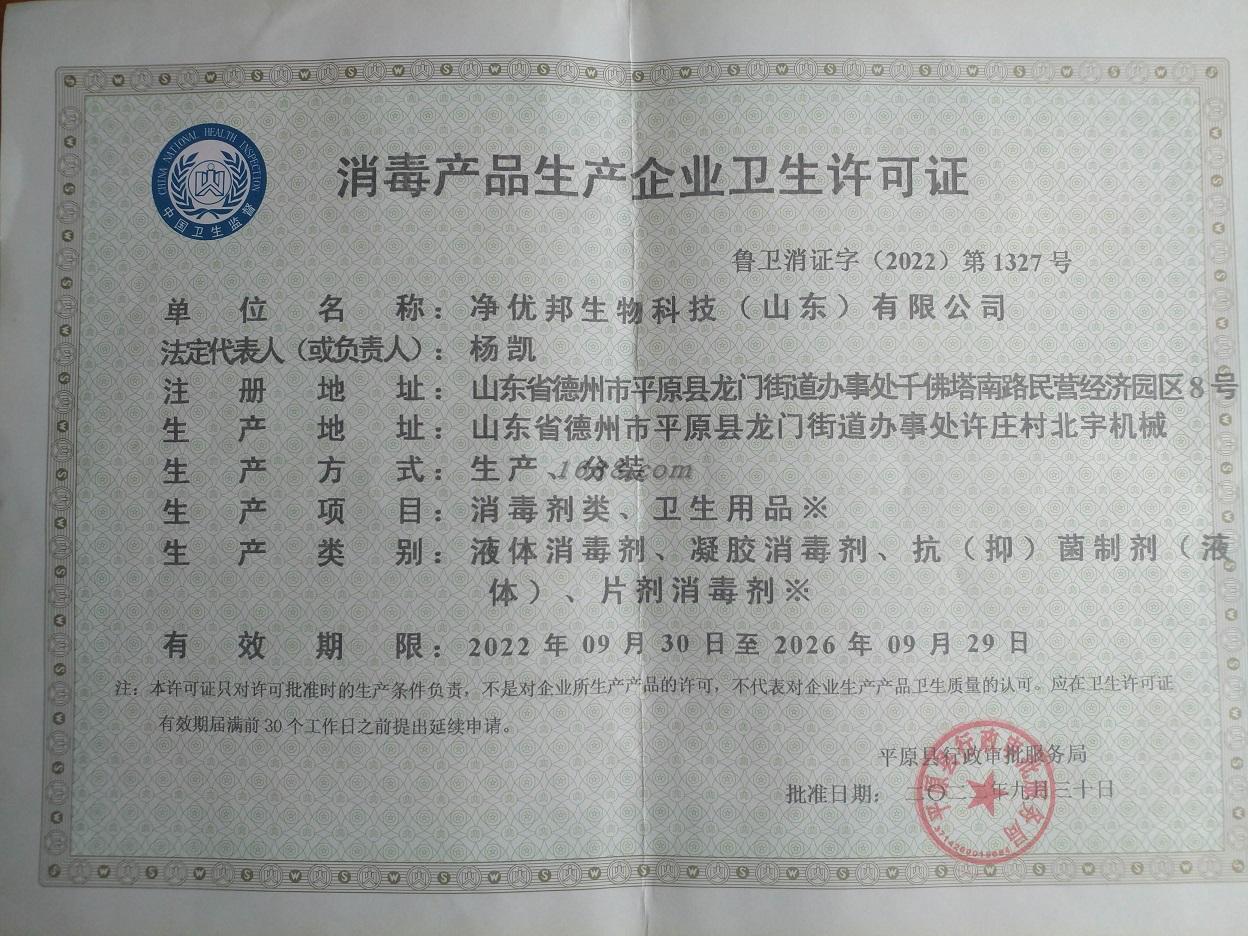 CHINA NATIONAL HEALTH INSPECTION
中国卫生监督
消毒产品生产企业卫生许可证
鲁卫消证字（2022）第1327号
单位名称：净优邦生物科技（山东）有限公司
法定代表人（或负责人）：杨凯
注册地址：山东省德州市平原县龙门街道办事处千佛塔南路民营经济园区8号
生产地址：山东省德州市平原县龙门街道办事处许庄村北宇机械
生产方式：生产、分装
1688.com
生产项目：消毒剂类、卫生用品※
生产类别：液体消毒剂、凝胶消毒剂、抗（抑）菌制剂（液
体）、片剂消毒剂※
有效期限：2022年09月30日至2026年09月29日
注：本许可证只对许可批准时的生产条件负责，不是对企业所生产产品的许可，不代表对企业生产产品卫生质量的认可。应在卫生许可证
有效期届满前30个工作日之前提出延续申请。
平原县行政审批服务局
批准日期：二〇二二年九月三十日
平原县行政审批服务局